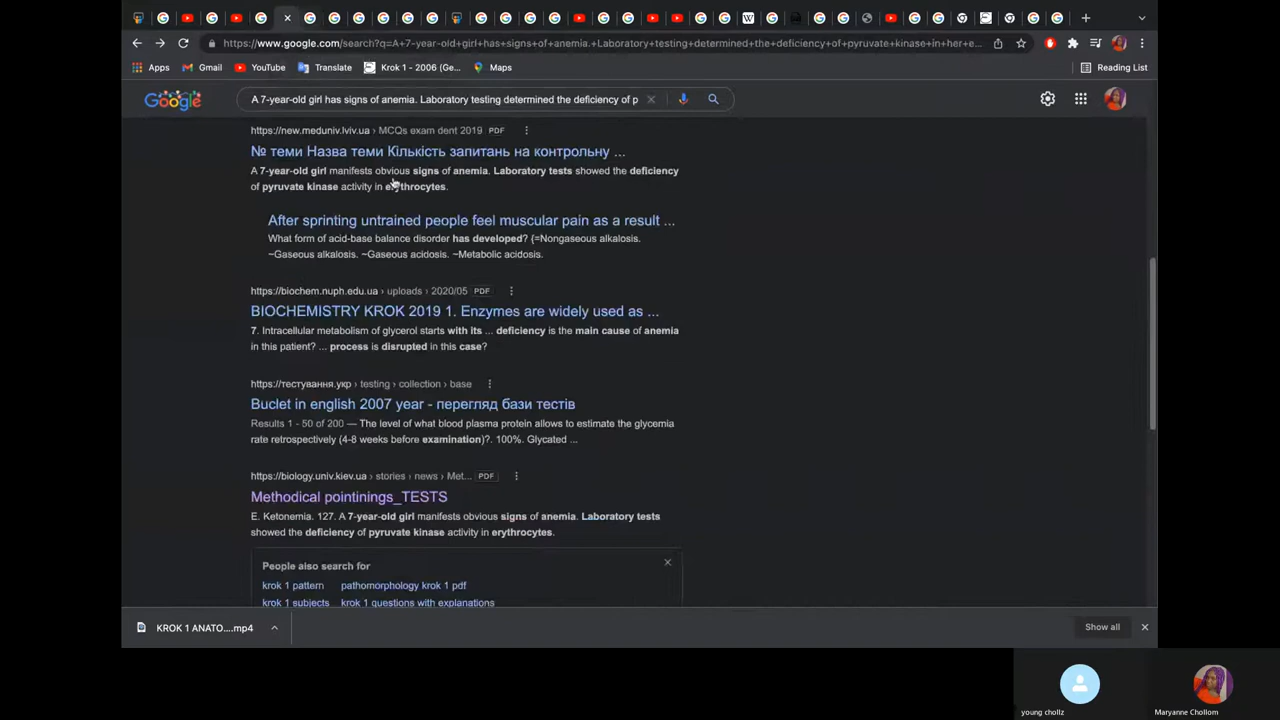 https://www.google.com/search?q=A+7-year-old+girl+has+signs+of+anemia.+Laboratory+testing+determined+the+deficiency+of+pyruvate+kinase+in+her+e...
Apps Gmail YouTube Translate Krok 1 - 2006 (Ge... Maps Reading List
Google A 7-year-old girl has signs of anemia. Laboratory testing determined the deficiency of p
https://new.meduniv.lviv.ua › MCQs exam dent 2019 PDF
№ теми Назва теми Кількість запитань на контрольну ...
A 7-year-old girl manifests obvious signs of anemia. Laboratory tests showed the deficiency
of pyruvate kinase activity in erythrocytes.
After sprinting untrained people feel muscular pain as a result ...
What form of acid-base balance disorder has developed? {=Nongaseous alkalosis.
~Gaseous alkalosis. ~Gaseous acidosis. ~Metabolic acidosis.
https://biochem.nuph.edu.ua › uploads › 2020/05 PDF
BIOCHEMISTRY KROK 2019 1. Enzymes are widely used as ...
7. Intracellular metabolism of glycerol starts with its ... deficiency is the main cause of anemia
in this patient? ... process is disrupted in this case?
https://тестування.укр › testing › collection › base
Buclet in english 2007 year - перегляд бази тестів
Results 1 - 50 of 200 — The level of what blood plasma protein allows to estimate the glycemia
rate retrospectively (4-8 weeks before examination)?. 100%. Glycated ...
https://biology.univ.kiev.ua › stories › news › Met... PDF
Methodical pointinings_TESTS
E. Ketonemia. 127. A 7-year-old girl manifests obvious signs of anemia. Laboratory tests
showed the deficiency of pyruvate kinase activity in erythrocytes.
People also search for
krok 1 pattern pathomorphology krok 1 pdf
krok 1 subjects krok 1 questions with explanations
KROK 1 ANATO....mp4 Show all
young chollz Maryanne Chollom